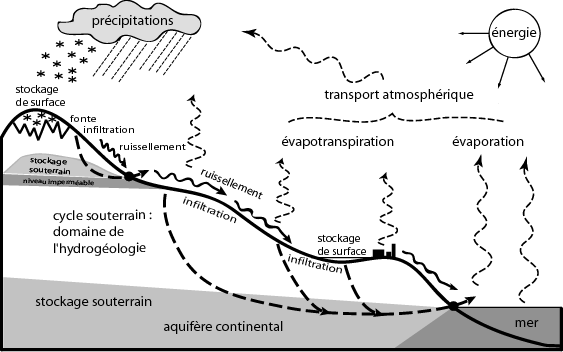 précipitations
énergie
transport atmosphérique
stockage
de surface
fonte
infiltration
ruissellement
évapotranspiration
évaporation
stockage
souterrain
niveau imperméable
ruissellement
infiltration
cycle souterrain :
domaine de
l'hydrogéologie
stockage
de surface
infiltration
stockage souterrain
aquifère continental
mer